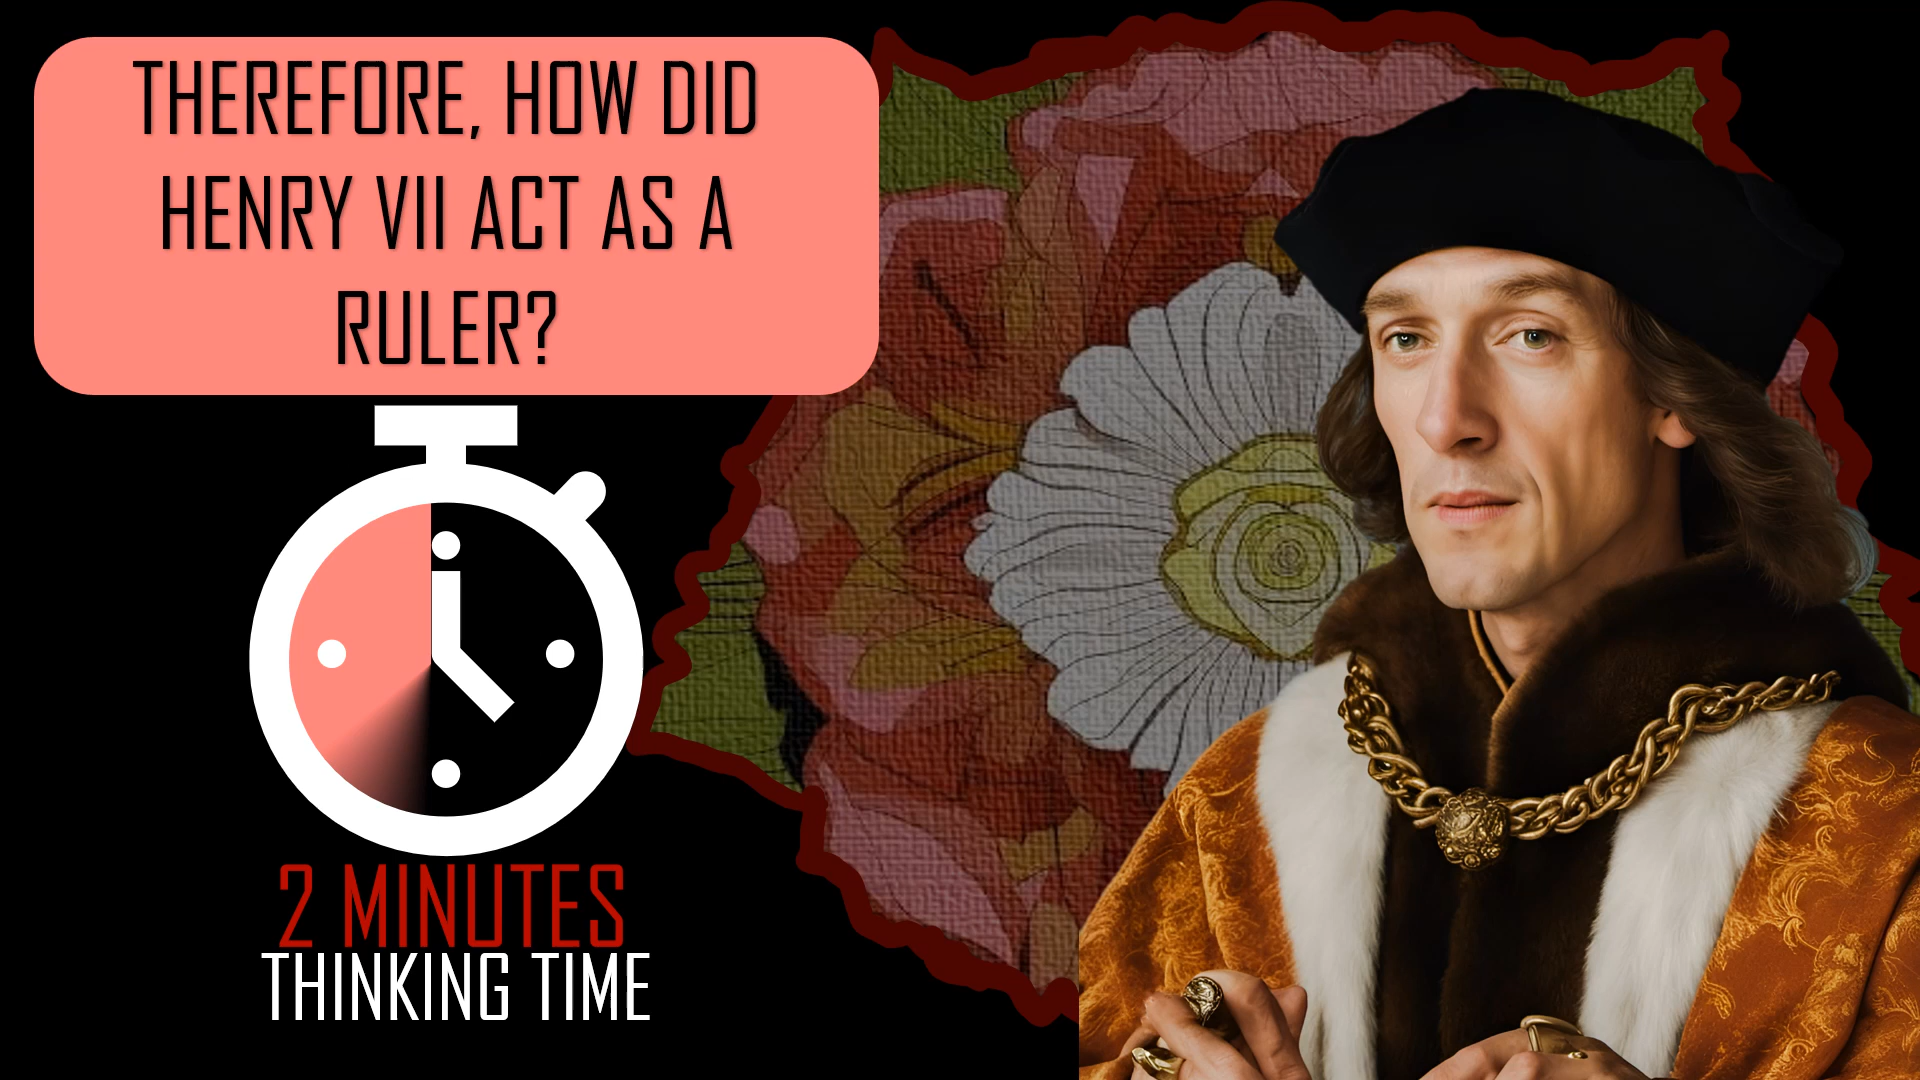 THEREFORE, HOW DID
HENRY VII ACT AS A
RULER?
2 MINUTES
THINKING TIME